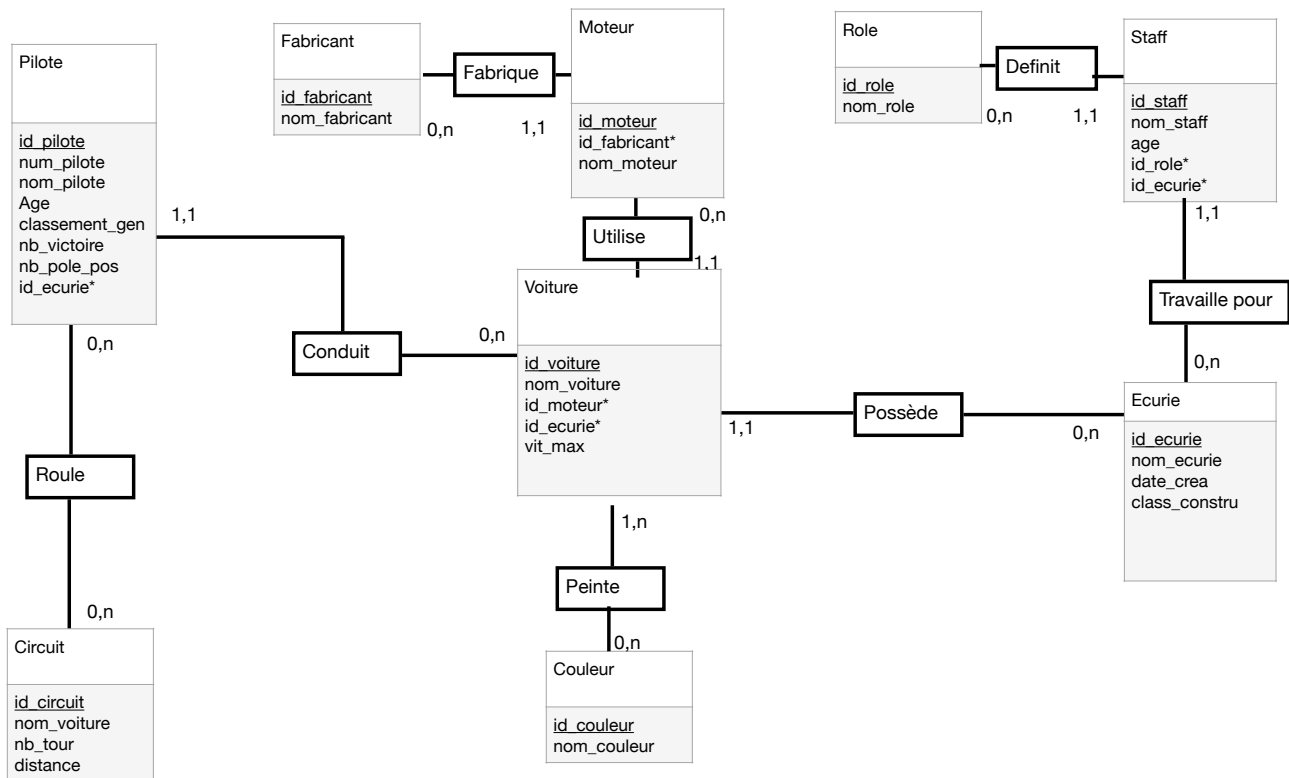 Pilote
id_pilote
num_pilote
nom_pilote
Age
classement_gen
nb_victoire
nb_pole_pos
id_ecurie*
Fabricant
id_fabricant
nom_fabricant
0,n
Fabrique
1,1
Moteur
id_moteur
id_fabricant*
nom_moteur
Role
id_role
nom_role
0,n
Definit
1,1
Staff
id_staff
nom_staff
age
id_role*
id_ecurie*
1,1
0,n
Utilise
1,1
1,1
Conduit
0,n
Voiture
id_voiture
nom_voiture
id_moteur*
id_ecurie*
vit_max
Travaille pour
0,n
1,1
Possède
0,n
Ecurie
id_ecurie
nom_ecurie
date_crea
class_constru
0,n
Roule
0,n
1,n
Peinte
0,n
Circuit
id_circuit
nom_voiture
nb_tour
distance
Couleur
id_couleur
nom_couleur